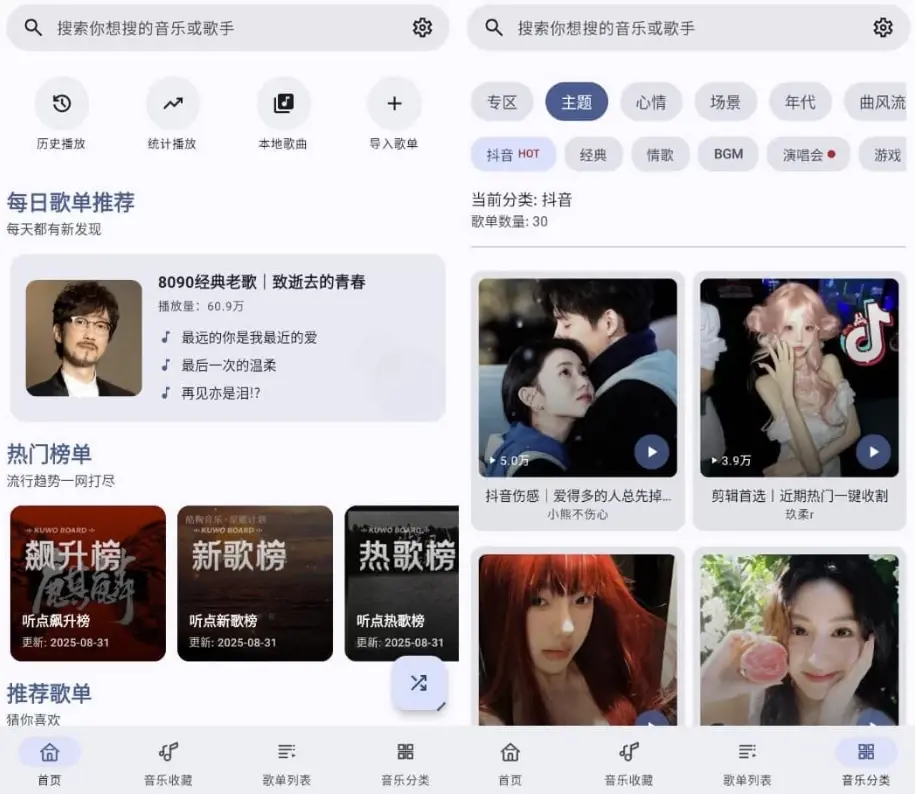 搜索你想搜的音乐或歌手
历史播放
统计播放
本地歌曲
导入歌单
每日歌单推荐
每天都有新发现
8090经典老歌｜致逝去的青春
播放量：60.9万
最远的你是我最近的爱
最后一次的温柔
再见亦是泪!?
热门榜单
流行趋势一网打尽
KUWO BOARD
飙升榜
听点飙升榜
更新: 2025-08-31
酷狗音乐·星曜计划
KUWO BOARD
新歌榜
听点新歌榜
更新: 2025-08-31
KUWO BOARD
热歌榜
听点热歌榜
更新: 2025-08-31
推荐歌单
猜你喜欢
首页
音乐收藏
歌单列表
音乐分类
搜索你想搜的音乐或歌手
专区
主题
心情
场景
年代
曲风流
抖音 HOT
经典
情歌
BGM
演唱会
游戏
当前分类: 抖音
歌单数量: 30
5.0万
抖音伤感｜爱得多的人总先掉...
小熊不伤心
3.9万
剪辑首选丨近期热门一键收割
玖柔r
首页
音乐收藏
歌单列表
音乐分类